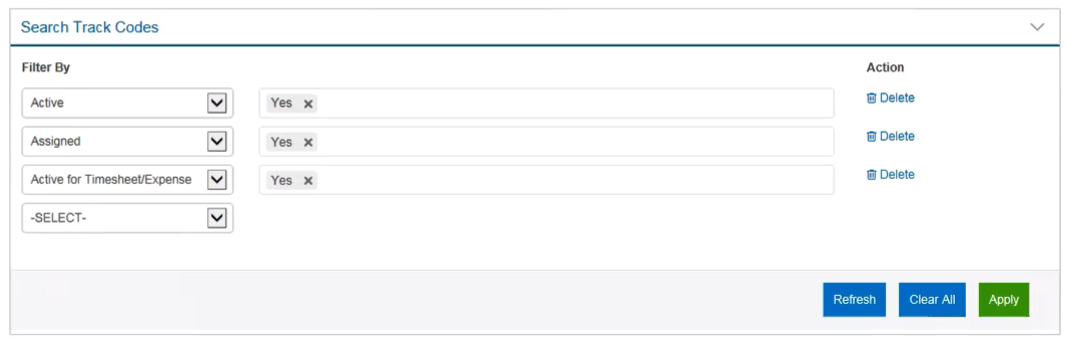 Search Track Codes
Filter By Action
Active Yes × Delete
Assigned Yes × Delete
Active for Timesheet/Expense Yes × Delete
-SELECT-
Refresh Clear All Apply